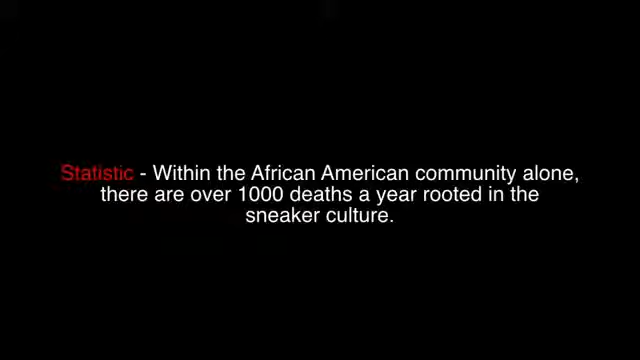 Statistic - Within the African American community alone,
there are over 1000 deaths a year rooted in the
sneaker culture.